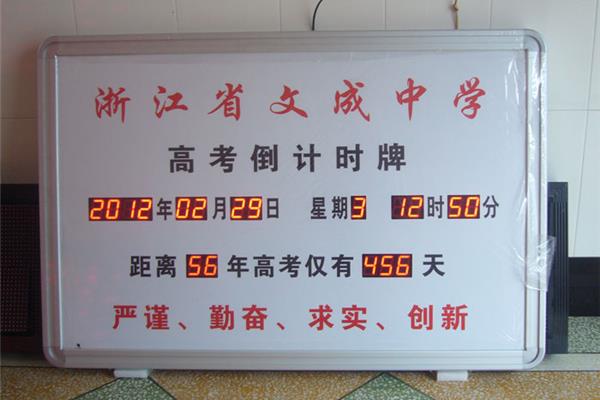 浙江省文成中学
高考倒计时牌
2012年02月29日 星期3 12时50分
距离56年高考仅有456天
严谨、勤奋、求实、创新